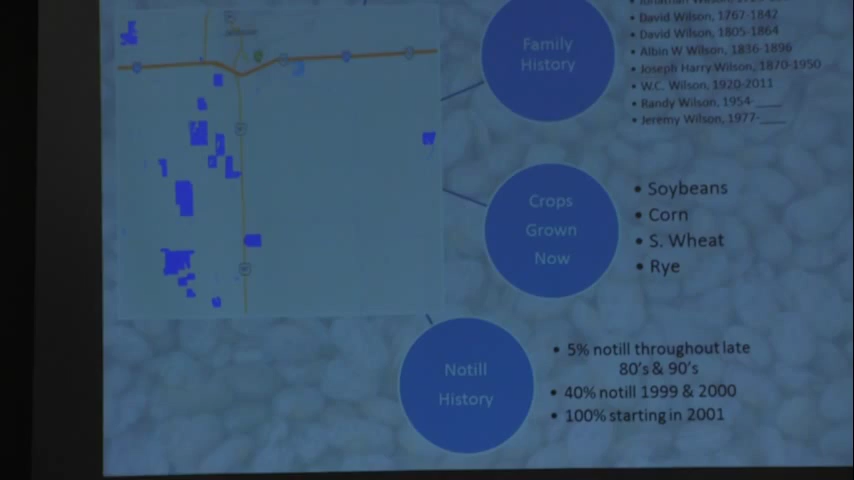 Family
History
• David Wilson, 1767-1842
• David Wilson, 1805-1864
• Albin W Wilson, 1836-1896
• Joseph Harry Wilson, 1870-1950
• W.C. Wilson, 1920-2011
• Randy Wilson, 1954-____
• Jeremy Wilson, 1977-____
Crops
Grown
Now
• Soybeans
• Corn
• S. Wheat
• Rye
Notill
History
• 5% notill throughout late
80's & 90's
• 40% notill 1999 & 2000
• 100% starting in 2001